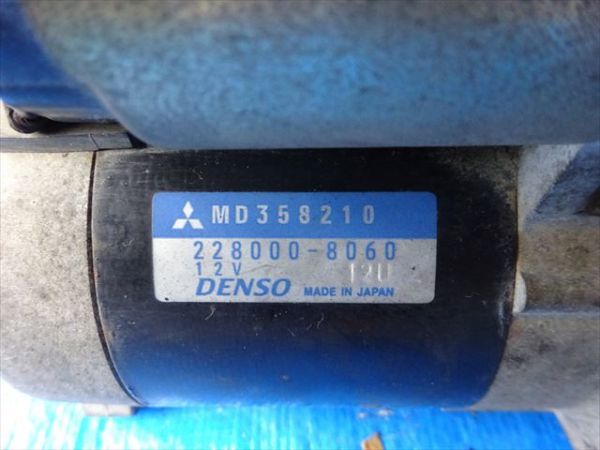 MD358210
228000-8060
12V 12U
DENSO MADE IN JAPAN